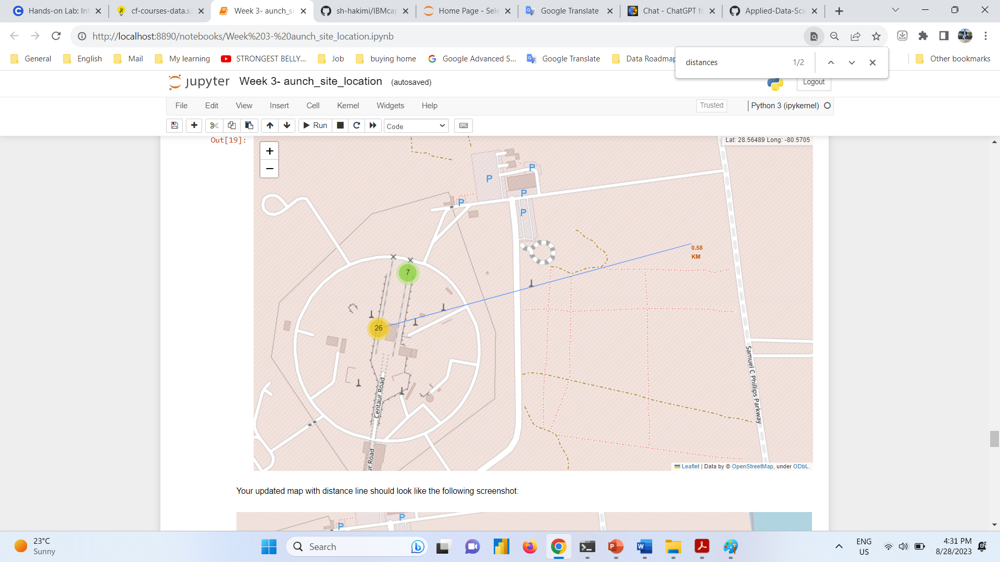 Hands-on Lab: Int
cf-courses-data.s3
Week 3- aunch_si
sh-hakimi/IBMcap
Home Page - Sele
Google Translate
Chat - ChatGPT fo
Applied-Data-Scie
http://localhost:8890/notebooks/Week%203-%20aunch_site_location.ipynb
General
English
Mail
My learning
STRONGEST BELLY...
Job
buying home
Google Advanced S...
Google Translate
Data Roadmap
Other bookmarks
distances
1/2
jupyter Week 3- aunch_site_location (autosaved)
Logout
File Edit View Insert Cell Kernel Widgets Help
Trusted
Python 3 (ipykernel)
Run
Code
Out[19]:
+
−
Lat: 28.56489 Long: -80.5705
P
P
P
P
P
0.58
KM
7
26
Centaur Road
ur Road
Samuel C Phillips Parkway
Leaflet | Data by © OpenStreetMap, under ODbL.
Your updated map with distance line should look like the following screenshot:
P
P
23°C
Sunny
Search
ENG
US
4:31 PM
8/28/2023